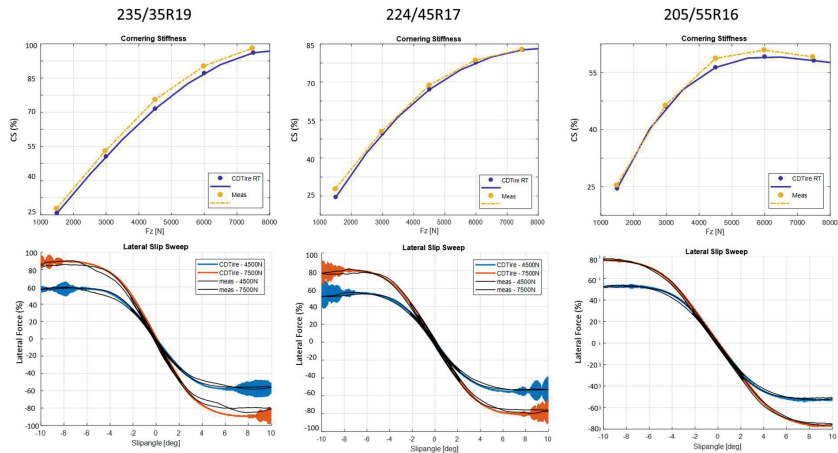 235/35R19
224/45R17
205/55R16
Cornering Stiffness
CS (%)
100
85
70
55
40
25
1000 2000 3000 4000 5000 6000 7000 8000
Fz [N]
CDTire RT
Meas
Cornering Stiffness
CS (%)
85
75
65
55
45
35
25
1000 2000 3000 4000 5000 6000 7000 8000
Fz [N]
CDTire RT
Meas
Cornering Stiffness
CS (%)
55
40
25
1000 2000 3000 4000 5000 6000 7000 8000
Fz [N]
CDTire RT
Meas
Lateral Slip Sweep
Lateral Force (%)
100
80
60
40
20
0
-20
-40
-60
-80
-100
-10 -8 -6 -4 -2 0 2 4 6 8 10
Slipangle [deg]
CDTire - 4500N
CDTire - 7500N
meas - 4500N
meas - 7500N
Lateral Slip Sweep
Lateral Force (%)
100
80
60
40
20
0
-20
-40
-60
-80
-100
-10 -8 -6 -4 -2 0 2 4 6 8 10
Slipangle [deg]
CDTire - 4500N
CDTire - 7500N
meas - 4500N
meas - 7500N
Lateral Slip Sweep
Lateral Force (%)
80
60
40
20
0
-20
-40
-60
-80
-10 -8 -6 -4 -2 0 2 4 6 8 10
Slipangle [deg]